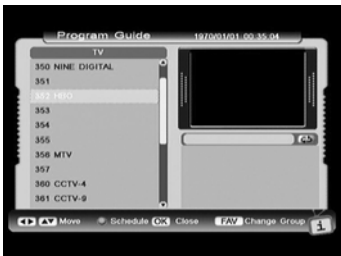 Program Guide 1970/01/01 00:35:04
TV
350 NINE DIGITAL
351
352 HBO
353
354
355
356 MTV
357
360 CCTV-4
361 CCTV-9
Move Schedule OK Close FAV Change Group i